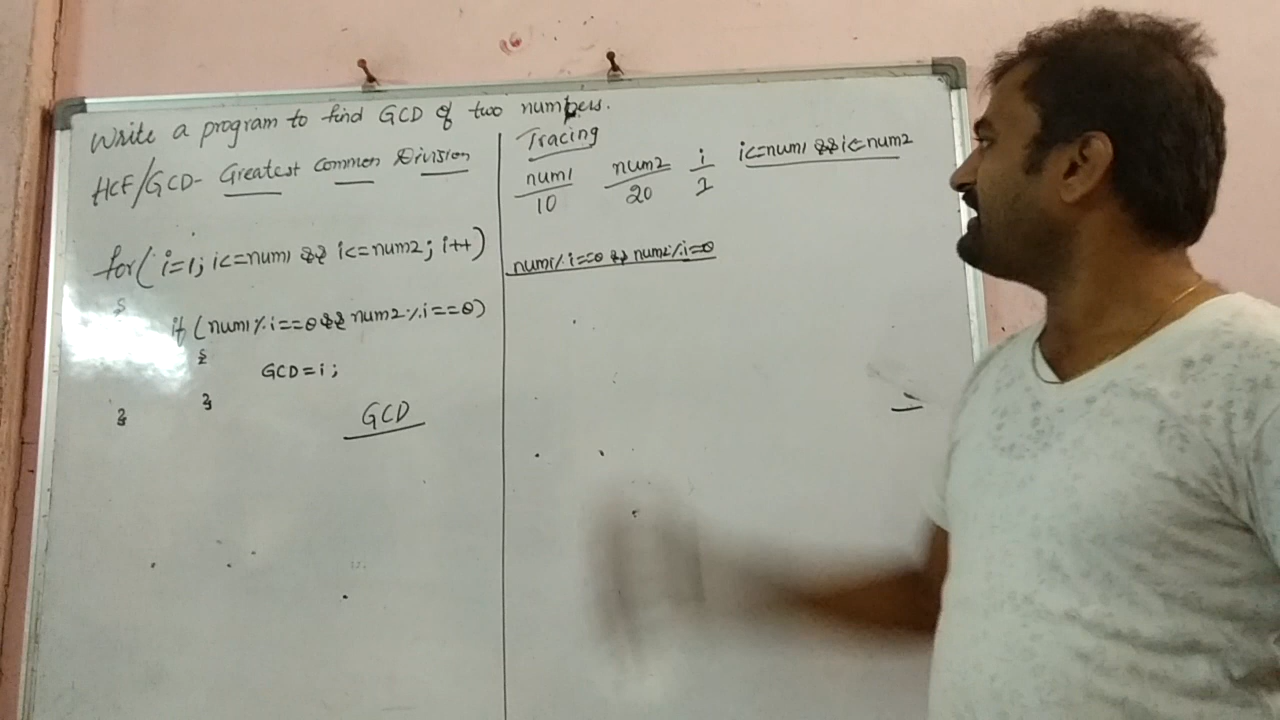 Write a program to find GCD of two numbers.
HCF/GCD- Greatest Common Division
for( i=1; i<=num1 && i<=num2; i++)
{
if (num1%i==0 && num2%i==0)
{
GCD=i;
}
}
GCD
Tracing
num1 num2 i i<=num1 && i<=num2
10 20 1
num1%i==0 && num2%i=0